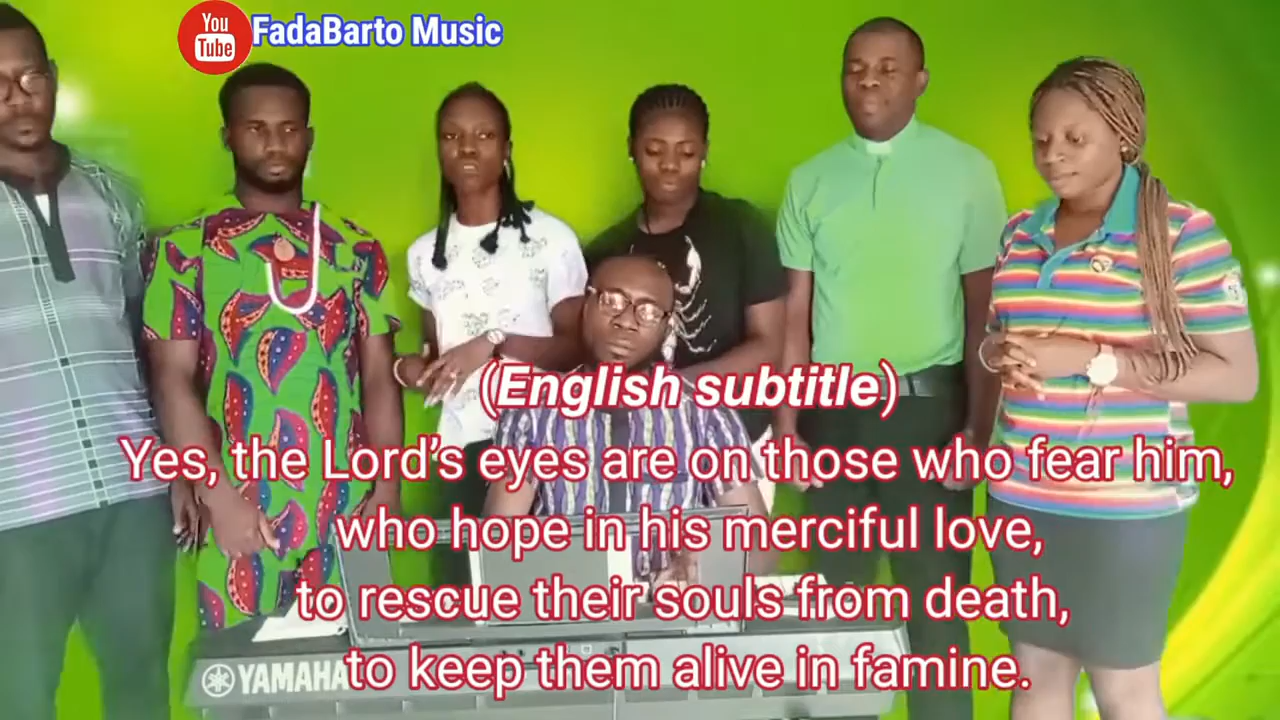 You
Tube
FadaBarto Music
(English subtitle)
Yes, the Lord's eyes are on those who fear him,
who hope in his merciful love,
to rescue their souls from death,
to keep them alive in famine.
YAMAHA